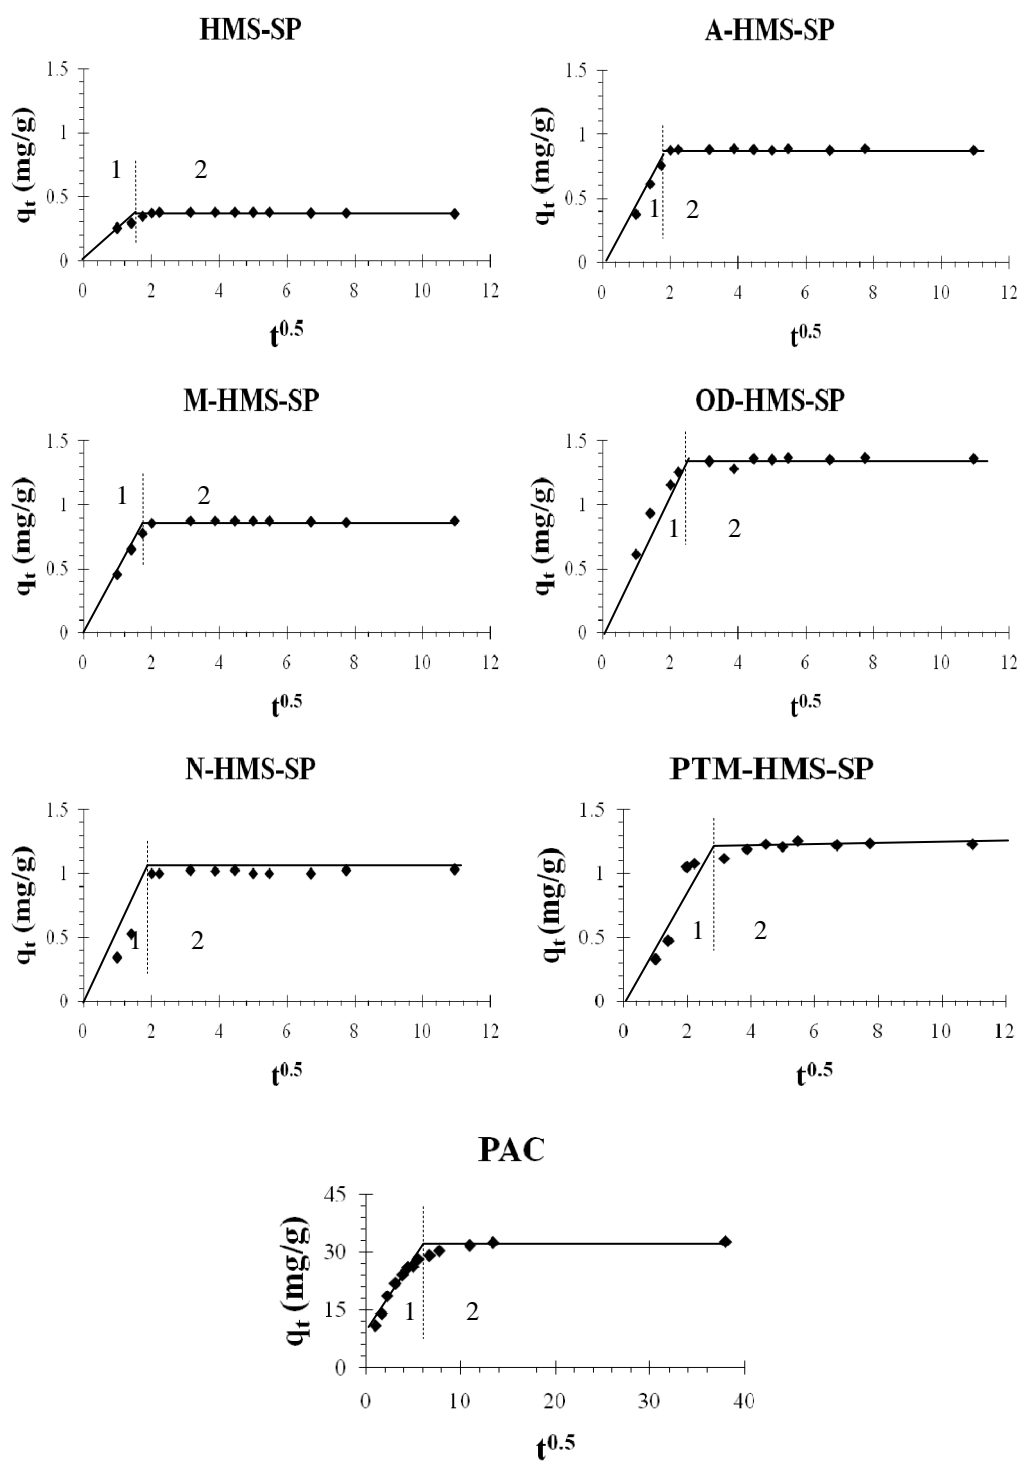 HMS-SP
A-HMS-SP
1.5
1
0.5
0
q_t (mg/g)
1 2
0 2 4 6 8 10 12
t^0.5
1.5
1
0.5
0
q_t (mg/g)
1 2
0 2 4 6 8 10 12
t^0.5
M-HMS-SP
OD-HMS-SP
1.5
1
0.5
0
q_t (mg/g)
1 2
0 2 4 6 8 10 12
t^0.5
1.5
1
0.5
0
q_t (mg/g)
1 2
0 2 4 6 8 10 12
t^0.5
N-HMS-SP
PTM-HMS-SP
1.5
1
0.5
0
q_t (mg/g)
1 2
0 2 4 6 8 10 12
t^0.5
1.5
1
0.5
0
q_t (mg/g)
1 2
0 2 4 6 8 10 12
t^0.5
PAC
45
30
15
0
q_t (mg/g)
1 2
0 10 20 30 40
t^0.5